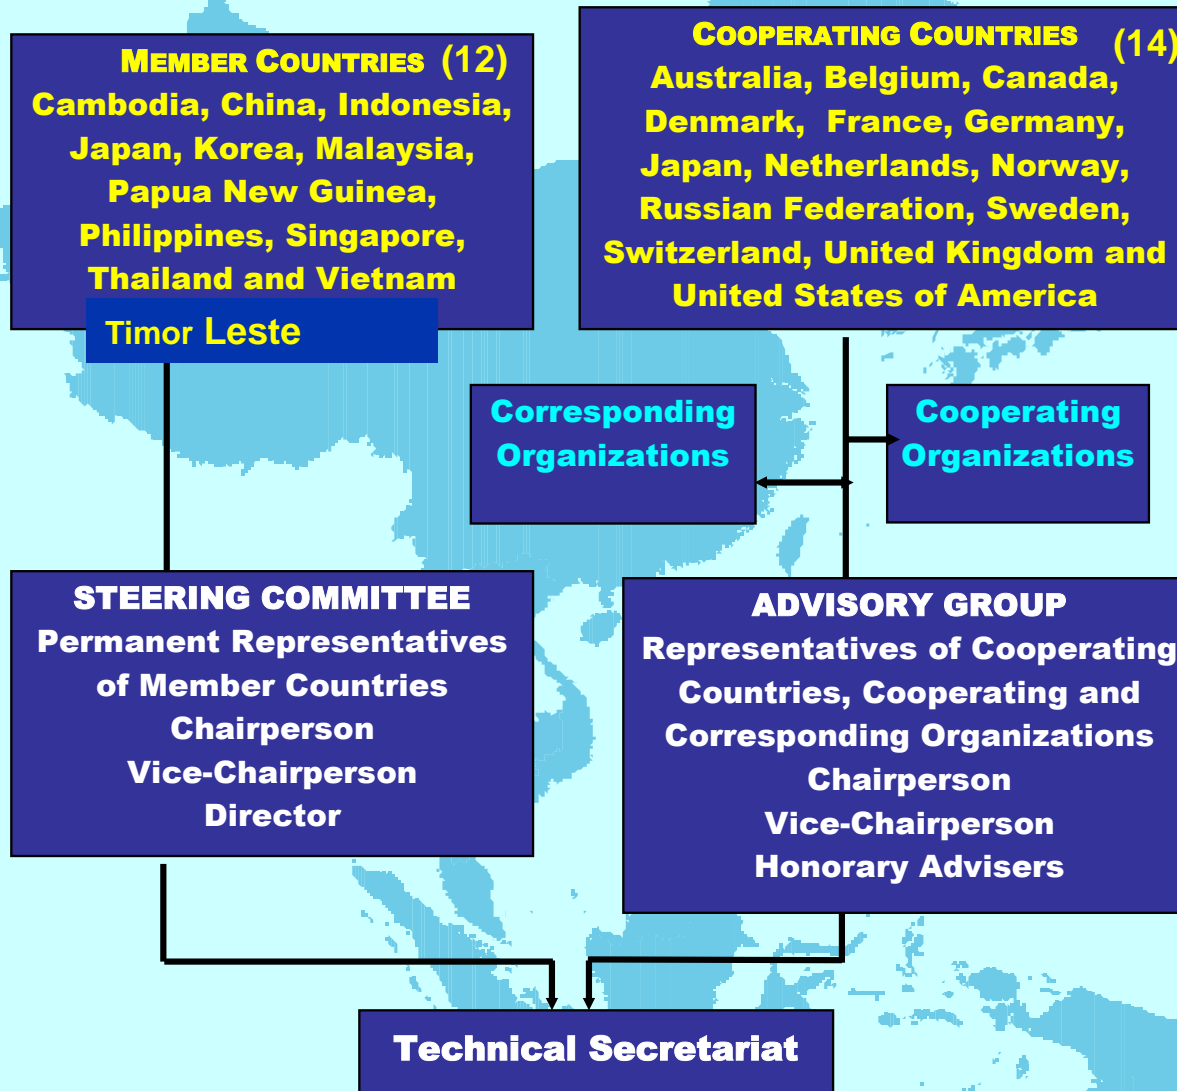 MEMBER COUNTRIES (12)
Cambodia, China, Indonesia,
Japan, Korea, Malaysia,
Papua New Guinea,
Philippines, Singapore,
Thailand and Vietnam
Timor Leste
COOPERATING COUNTRIES (14)
Australia, Belgium, Canada,
Denmark, France, Germany,
Japan, Netherlands, Norway,
Russian Federation, Sweden,
Switzerland, United Kingdom and
United States of America
Corresponding
Organizations
Cooperating
Organizations
STEERING COMMITTEE
Permanent Representatives
of Member Countries
Chairperson
Vice-Chairperson
Director
ADVISORY GROUP
Representatives of Cooperating
Countries, Cooperating and
Corresponding Organizations
Chairperson
Vice-Chairperson
Honorary Advisers
Technical Secretariat